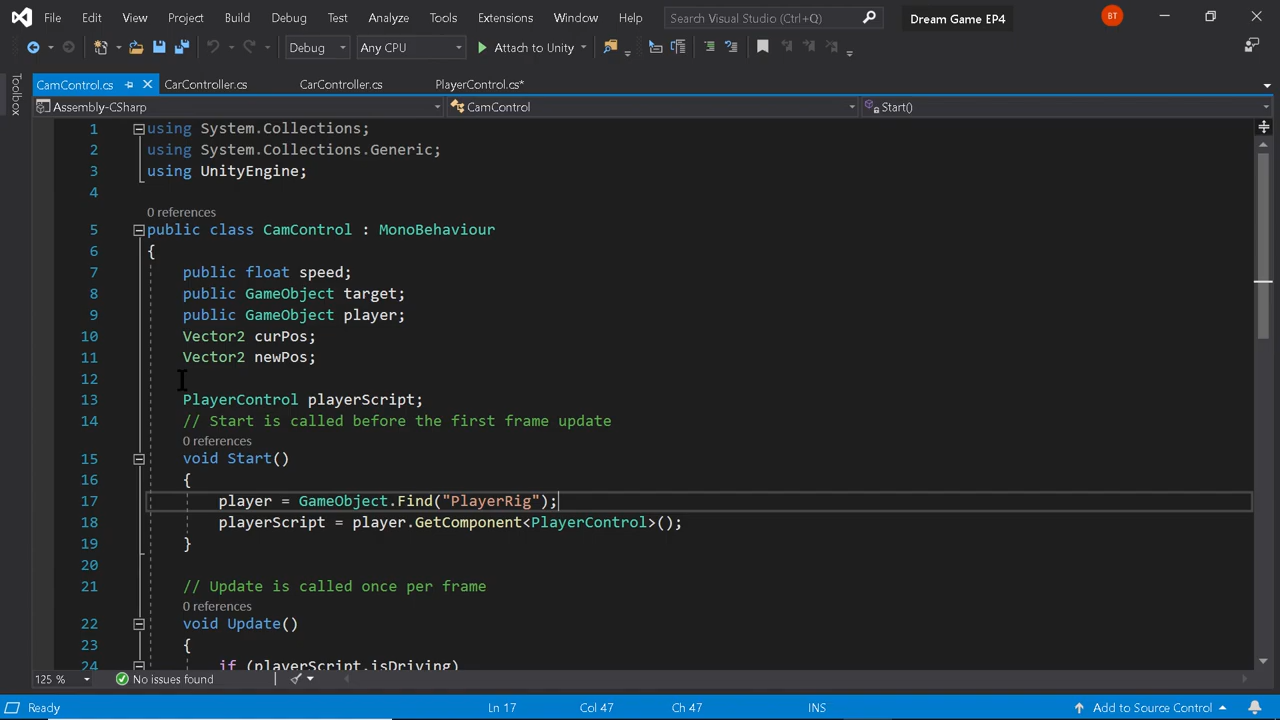 File Edit View Project Build Debug Test Analyze Tools Extensions Window Help Search Visual Studio (Ctrl+Q) Dream Game EP4 BT
Debug Any CPU Attach to Unity
CamControl.cs CarController.cs CarController.cs PlayerControl.cs*
Assembly-CSharp CamControl Start()
Toolbox
1 using System.Collections;
2 using System.Collections.Generic;
3 using UnityEngine;
4
0 references
5 public class CamControl : MonoBehaviour
6 {
7 public float speed;
8 public GameObject target;
9 public GameObject player;
10 Vector2 curPos;
11 Vector2 newPos;
12
13 PlayerControl playerScript;
14 // Start is called before the first frame update
0 references
15 void Start()
16 {
17 player = GameObject.Find("PlayerRig");
18 playerScript = player.GetComponent<PlayerControl>();
19 }
20
21 // Update is called once per frame
0 references
22 void Update()
23 {
24 if (playerScript.isDriving)
125 % No issues found
Ready Ln 17 Col 47 Ch 47 INS Add to Source Control